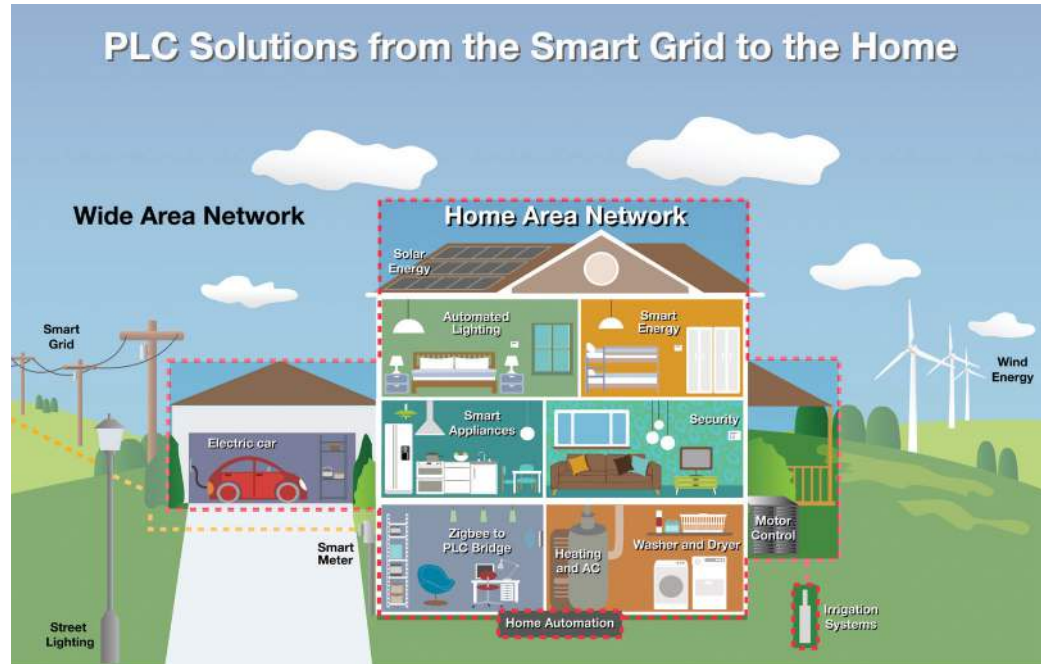 PLC Solutions from the Smart Grid to the Home
Wide Area Network
Home Area Network
Solar
Energy
Automated
Lighting
Smart
Energy
Smart
Grid
Wind
Energy
Electric car
Smart
Appliances
Security
Smart
Meter
Zigbee to
PLC Bridge
Heating
and AC
Washer and Dryer
Motor
Control
Street
Lighting
Home Automation
Irrigation
Systems